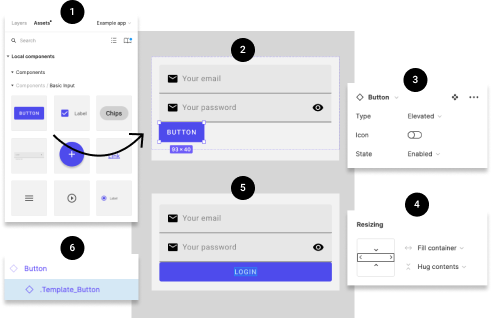 1
Layers Assets Example app
Search
Local components
Components
Components / Basic Input
BUTTON
Label
Chips
+
Link
Label
2
Your email
Your password
BUTTON
93 × 40
3
Button
Type Elevated
Icon
State Enabled
4
Resizing
Fill container
Hug contents
5
Your email
Your password
LOGIN
6
Button
.Template_Button